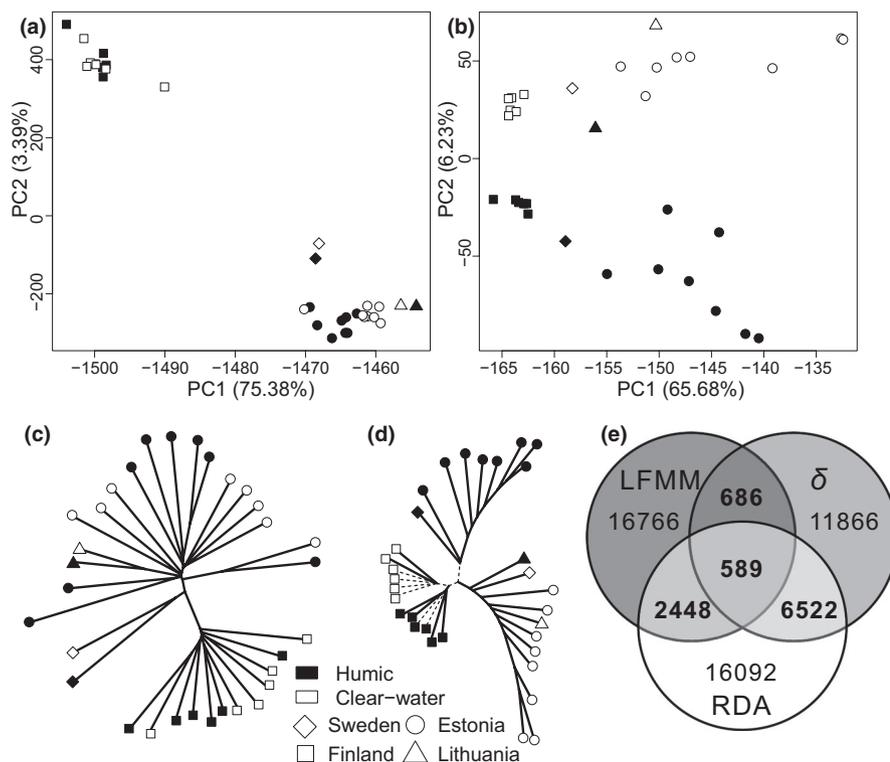 (a)
PC2 (3.39%)
400
200
0
−200
−1500
−1490
−1480
−1470
−1460
PC1 (75.38%)
(b)
PC2 (6.23%)
50
0
−50
−165
−160
−155
−150
−145
−140
−135
PC1 (65.68%)
(c)
(d)
(e)
LFMM
16766
686
δ
11866
589
2448
6522
16092
RDA
Humic
Clear−water
Sweden
Estonia
Finland
Lithuania